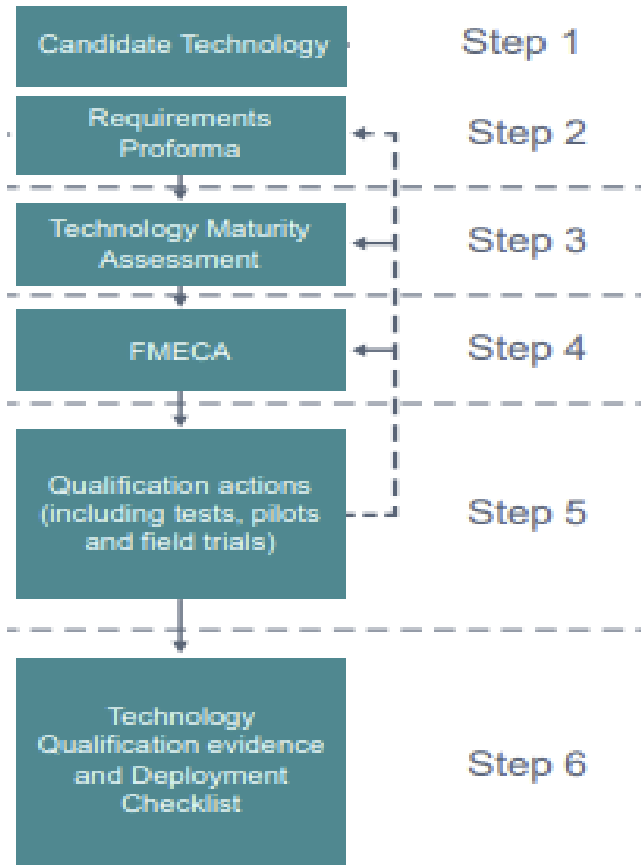 Candidate Technology
Step 1
Requirements
Proforma
Step 2
Technology Maturity
Assessment
Step 3
FMECA
Step 4
Qualification actions
(including tests, pilots
and field trials)
Step 5
Technology
Qualification evidence
and Deployment
Checklist
Step 6